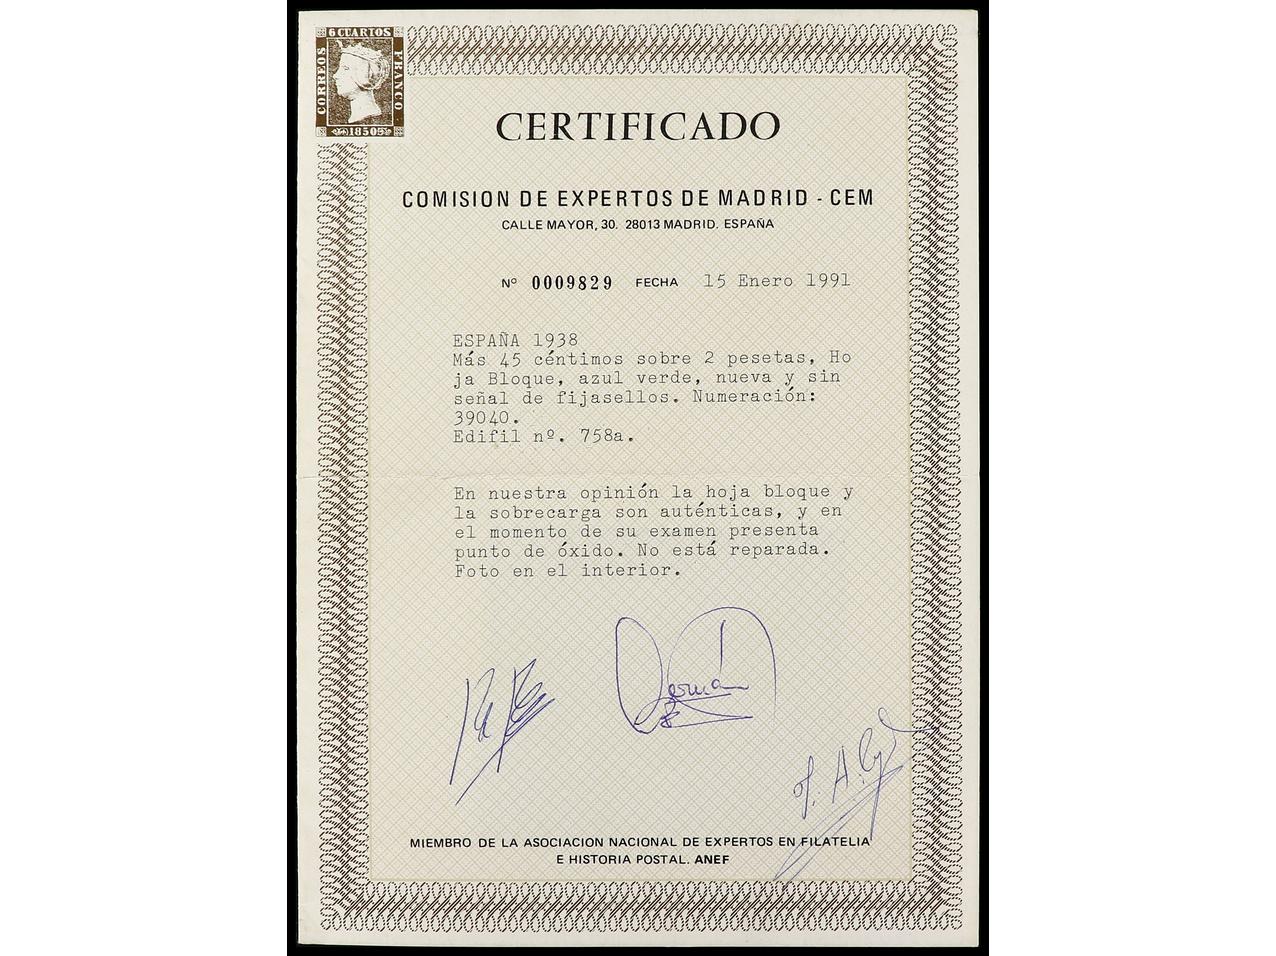 6 CUARTOS
CORREOS
FRANCO
1850
CERTIFICADO
COMISION DE EXPERTOS DE MADRID - CEM
CALLE MAYOR, 30. 28013 MADRID. ESPAÑA
Nº 0009829 FECHA 15 Enero 1991
ESPAÑA 1938
Más 45 céntimos sobre 2 pesetas, Ho
ja Bloque, azul verde, nueva y sin
señal de fijasellos. Numeración:
39040.
Edifil nº. 758a.
En nuestra opinión la hoja bloque y
la sobrecarga son auténticas, y en
el momento de su examen presenta
punto de óxido. No está reparada.
Foto en el interior.
MIEMBRO DE LA ASOCIACION NACIONAL DE EXPERTOS EN FILATELIA
E HISTORIA POSTAL. ANEF